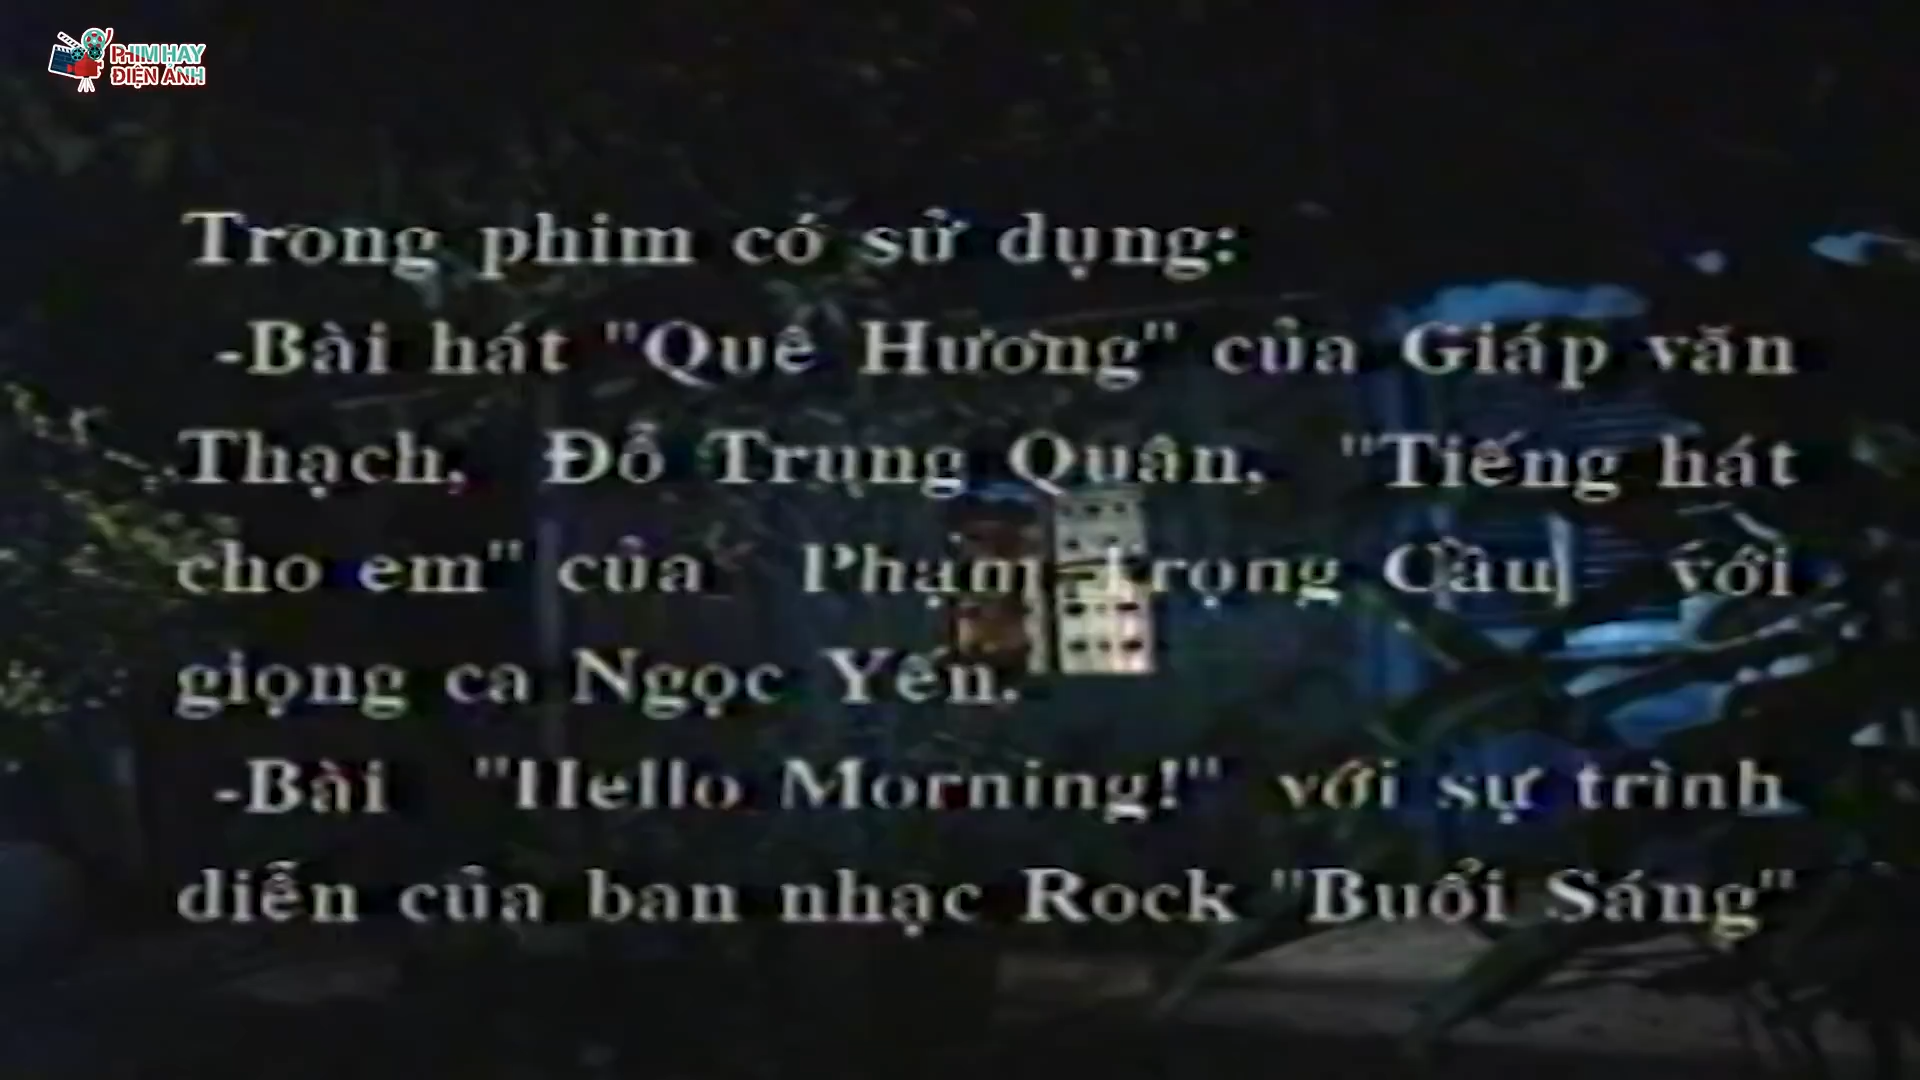 PHIM HAY
ĐIỆN ẢNH
Trong phim có sử dụng:
-Bài hát "Quê Hương" của Giáp văn
Thạch, Đỗ Trung Quân, "Tiếng hát
cho em" của Phạm Trọng Cầu với
giọng ca Ngọc Yến.
-Bài "Hello Morning!" với sự trình
diễn của ban nhạc Rock "Buổi Sáng"